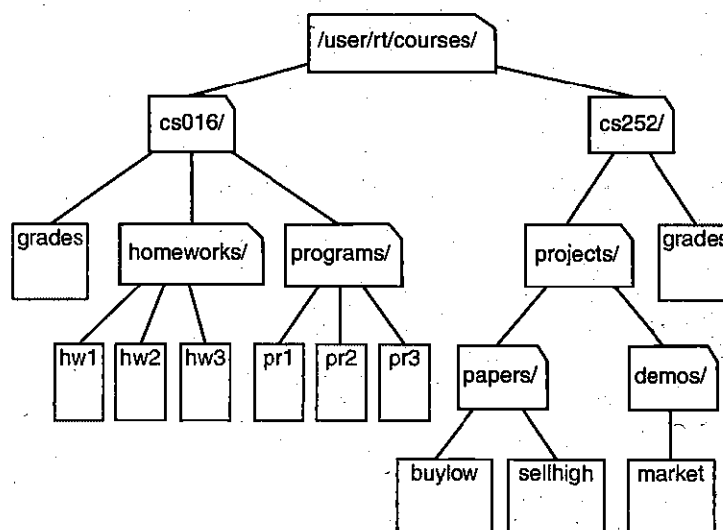 /user/rt/courses/
cs016/
cs252/
grades
homeworks/
programs/
projects/
grades
hw1
hw2
hw3
pr1
pr2
pr3
papers/
demos/
buylow
sellhigh
market